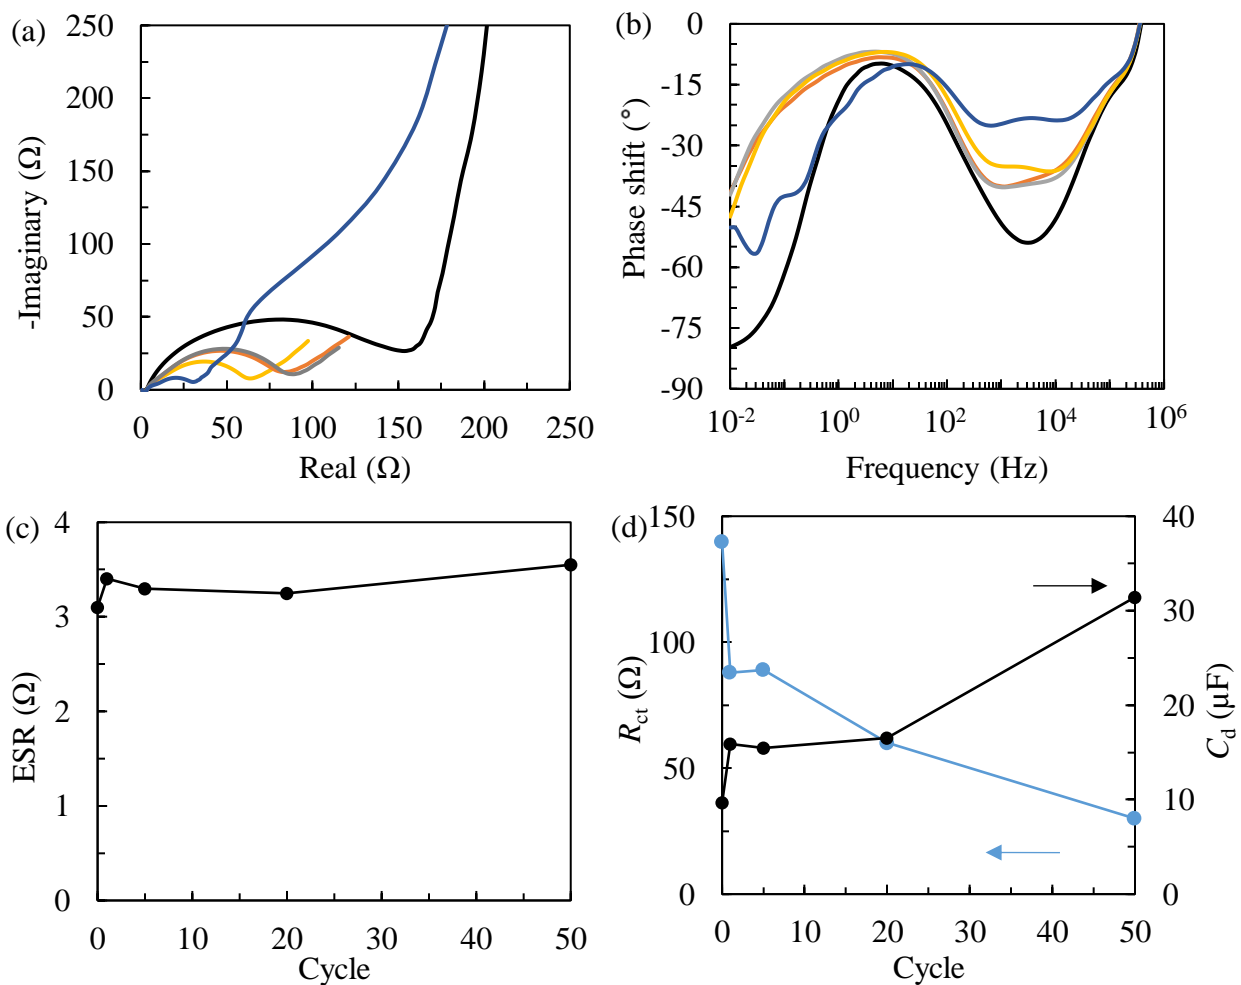 (a)
250
200
150
100
50
0
-Imaginary (Ω)
0 50 100 150 200 250
Real (Ω)
(b)
0
-15
-30
-45
-60
-75
-90
Phase shift (°)
10-2 100 102 104 106
Frequency (Hz)
(c)
4
3
2
1
0
ESR (Ω)
0 10 20 30 40 50
Cycle
(d)
150
100
50
0
Rct (Ω)
40
30
20
10
0
Cd (μF)
0 10 20 30 40 50
Cycle